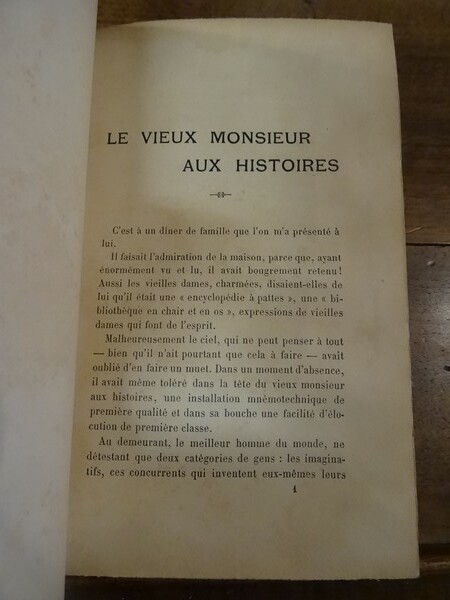 LE VIEUX MONSIEUR
AUX HISTOIRES
C'est à un dîner de famille que l'on m'a présenté à
lui.
Il faisait l'admiration de la maison, parce que, ayant
énormément vu et lu, il avait bougrement retenu!
Aussi les vieilles dames, charmées, disaient-elles de
lui qu'il était une « encyclopédie à pattes », une « bi-
bliothèque en chair et en os », expressions de vieilles
dames qui font de l'esprit.
Malheureusement le ciel, qui ne peut penser à tout
— bien qu'il n'ait pourtant que cela à faire — avait
oublié d'en faire un muet. Dans un moment d'absence,
il avait même toléré dans la tête du vieux monsieur
aux histoires, une installation mnémotechnique de
première qualité et dans sa bouche une facilité d'élo-
cution de première classe.
Au demeurant, le meilleur homme du monde, ne
détestant que deux catégories de gens : les imagina-
tifs, ces concurrents qui inventent eux-mêmes leurs
1